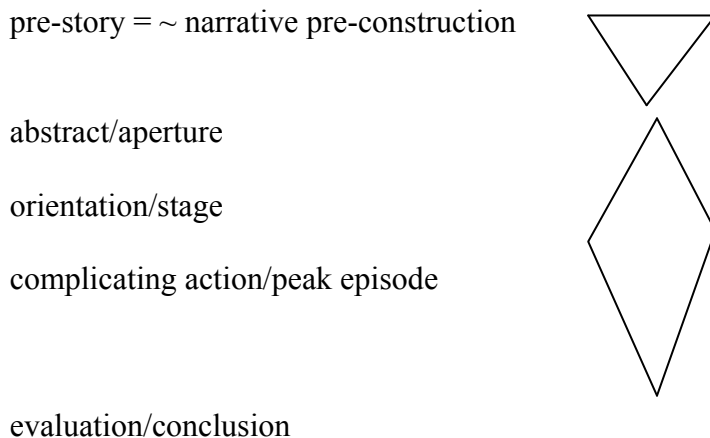 pre-story = ~ narrative pre-construction
abstract/aperture
orientation/stage
complicating action/peak episode
evaluation/conclusion